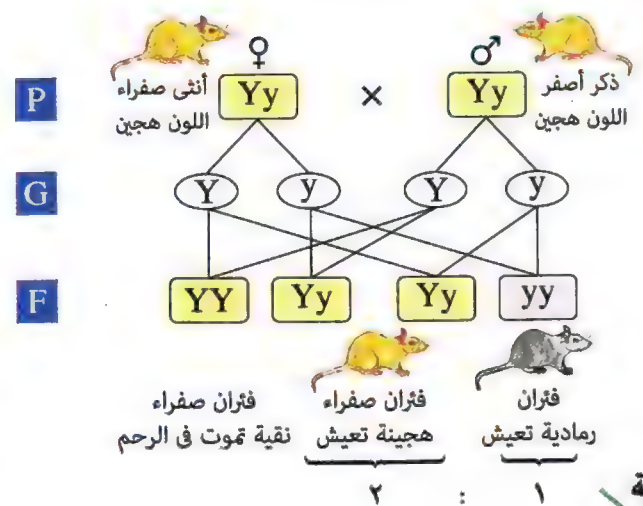 ♀ ♂
P
أنثى صفراء
اللون هجين
Yy × Yy
ذكر أصفر
اللون هجين
G
Y y Y y
F
YY Yy Yy yy
فئران صفراء
نقية تموت فى الرحم
فئران صفراء
هجينة تعيش
فئران
رمادية تعيش
٢ : ١